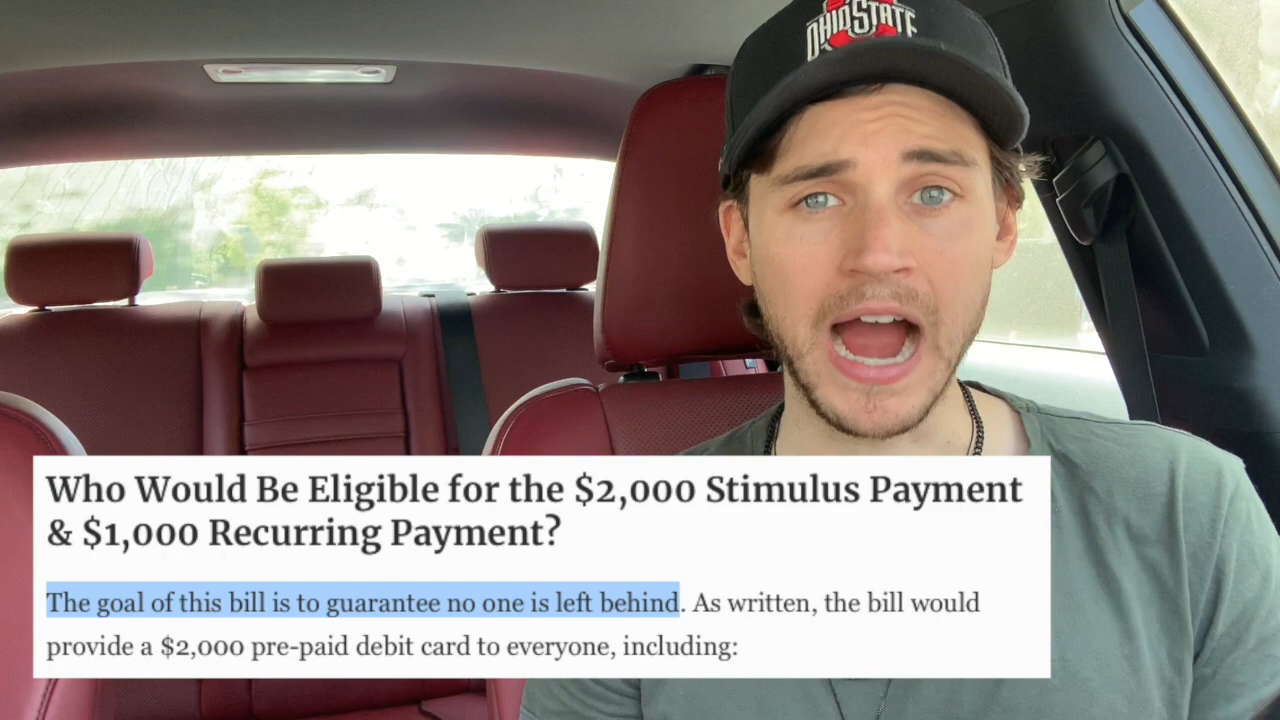 OHIO STATE
Who Would Be Eligible for the $2,000 Stimulus Payment
& $1,000 Recurring Payment?
The goal of this bill is to guarantee no one is left behind. As written, the bill would
provide a $2,000 pre-paid debit card to everyone, including: